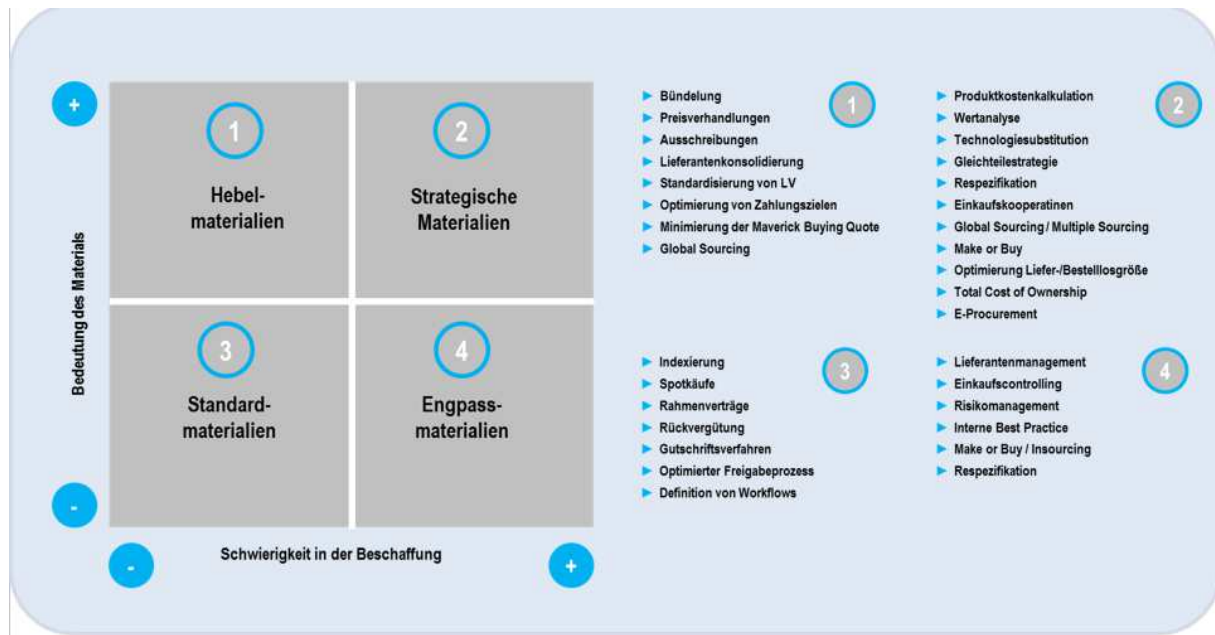 +
1
Hebel-
materialien
2
Strategische
Materialien
Bedeutung des Materials
3
Standard-
materialien
4
Engpass-
materialien
-
-
Schwierigkeit in der Beschaffung
+
1
Bündelung
Preisverhandlungen
Ausschreibungen
Lieferantenkonsolidierung
Standardisierung von LV
Optimierung von Zahlungszielen
Minimierung der Maverick Buying Quote
Global Sourcing
2
Produktkostenkalkulation
Wertanalyse
Technologiesubstitution
Gleichteilestrategie
Respezifikation
Einkaufskooperatinen
Global Sourcing / Multiple Sourcing
Make or Buy
Optimierung Liefer-/Bestelllosgröße
Total Cost of Ownership
E-Procurement
3
Indexierung
Spotkäufe
Rahmenverträge
Rückvergütung
Gutschriftsverfahren
Optimierter Freigabeprozess
Definition von Workflows
4
Lieferantenmanagement
Einkaufscontrolling
Risikomanagement
Interne Best Practice
Make or Buy / Insourcing
Respezifikation